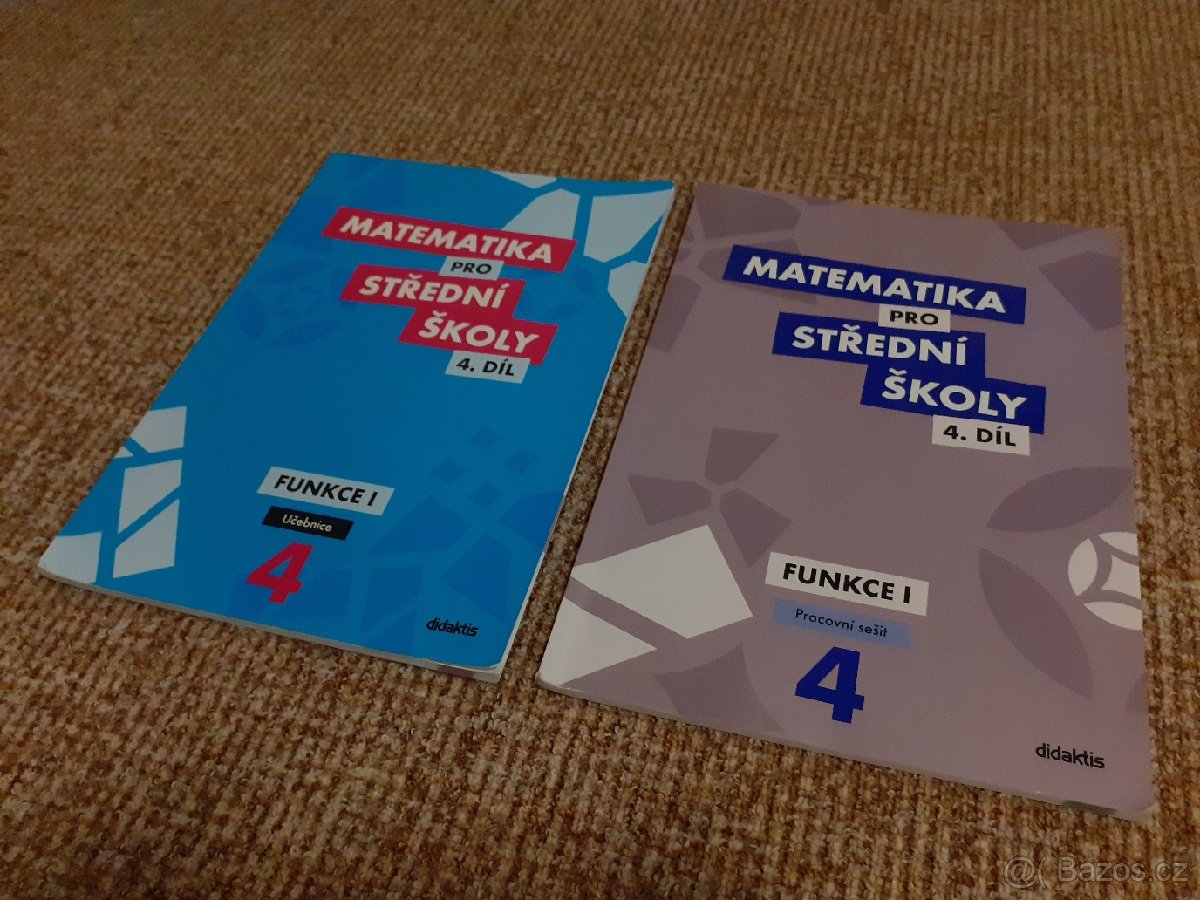 MATEMATIKA
PRO
STŘEDNÍ
ŠKOLY
4. DÍL
FUNKCE I
Učebnice
4
didaktis
MATEMATIKA
PRO
STŘEDNÍ
ŠKOLY
4. DÍL
FUNKCE I
Pracovní sešit
4
didaktis
Bazos.cz